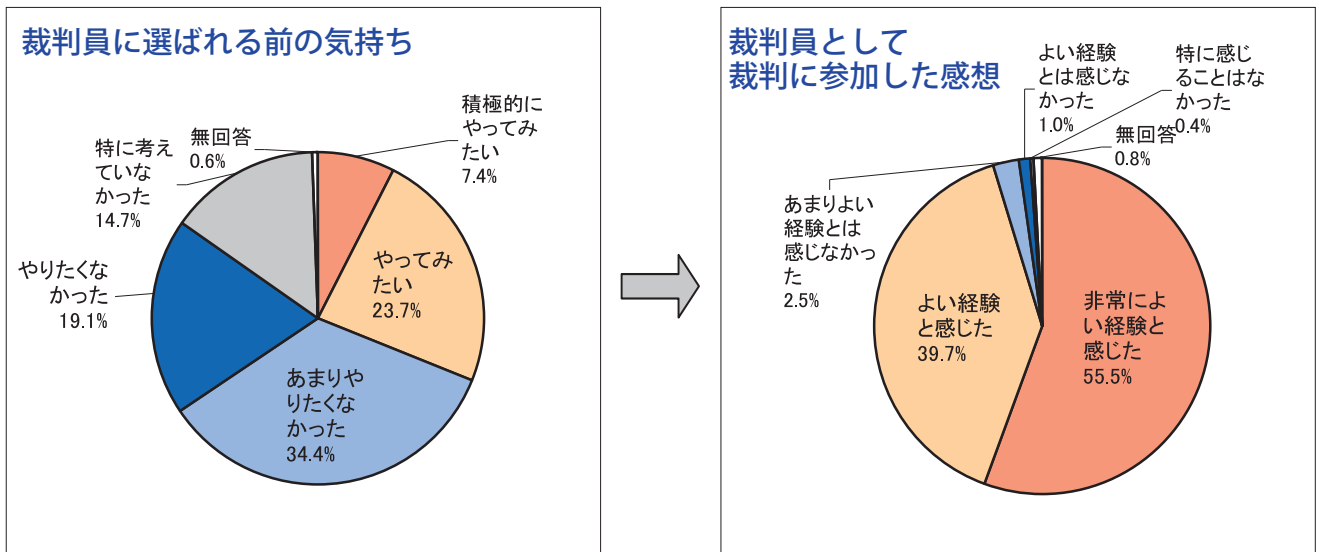 裁判員に選ばれる前の気持ち
積極的に
やってみ
たい
7.4%
やってみ
たい
23.7%
あまりや
りたくな
かった
34.4%
やりたくな
かった
19.1%
特に考え
ていな
かった
14.7%
無回答
0.6%
裁判員として
裁判に参加した感想
非常によ
い経験と
感じた
55.5%
よい経験
と感じた
39.7%
あまりよい
経験とは
感じなかっ
た
2.5%
よい経験
とは感じな
かった
1.0%
特に感じ
ることはな
かった
0.4%
無回答
0.8%